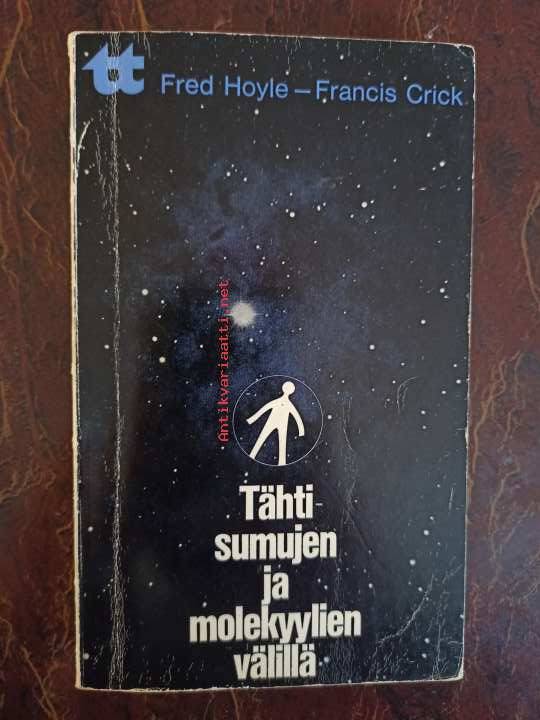 tt
Fred Hoyle – Francis Crick
Antikvariaatti.net
Tähti-
sumujen
ja
molekyylien
välillä